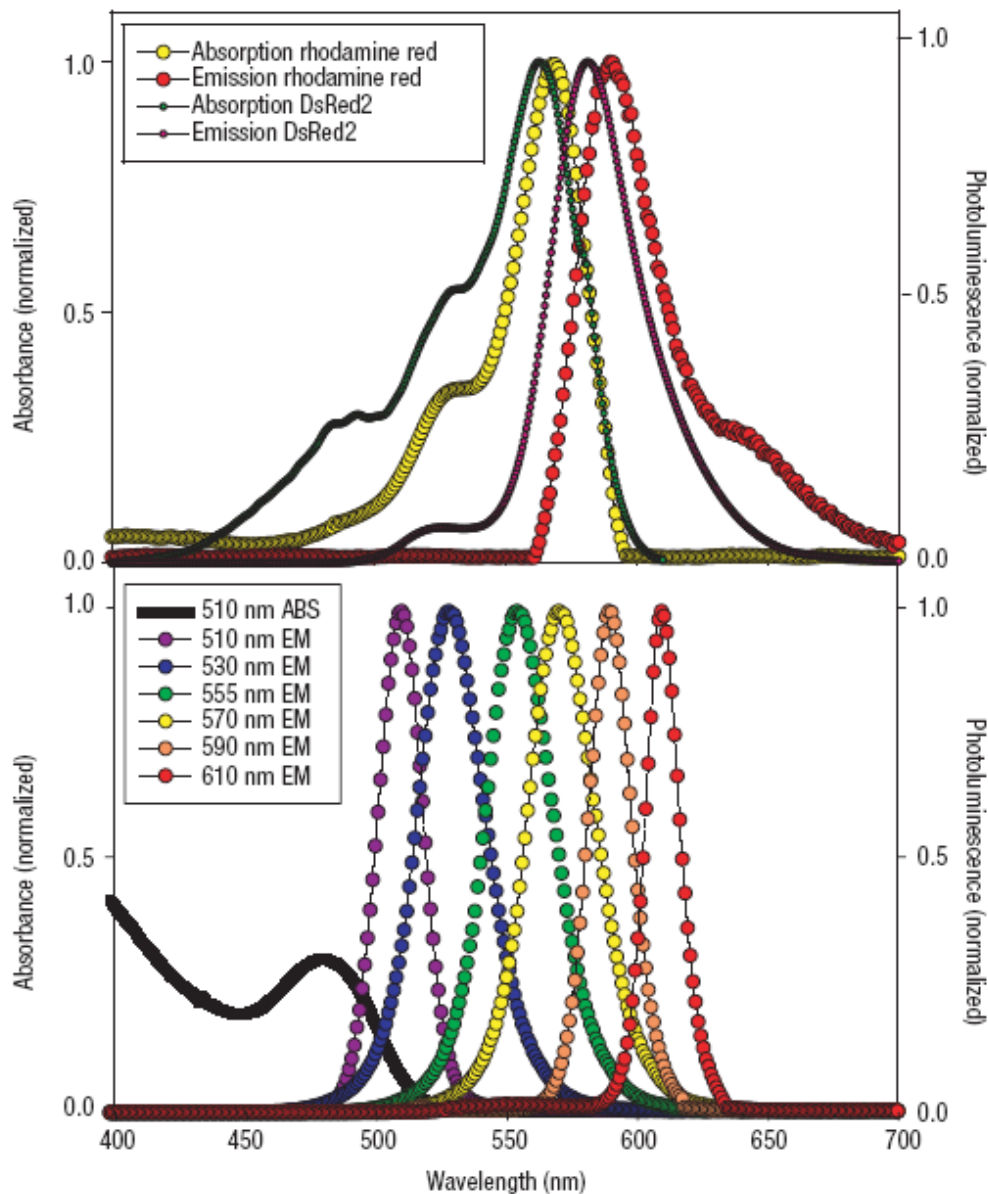 Absorption rhodamine red
Emission rhodamine red
Absorption DsRed2
Emission DsRed2
1.0
0.5
0.0
Absorbance (normalized)
1.0
0.5
0.0
Photoluminescence (normalized)
510 nm ABS
510 nm EM
530 nm EM
555 nm EM
570 nm EM
590 nm EM
610 nm EM
1.0
0.5
0.0
Absorbance (normalized)
1.0
0.5
0.0
Photoluminescence (normalized)
400 450 500 550 600 650 700
Wavelength (nm)